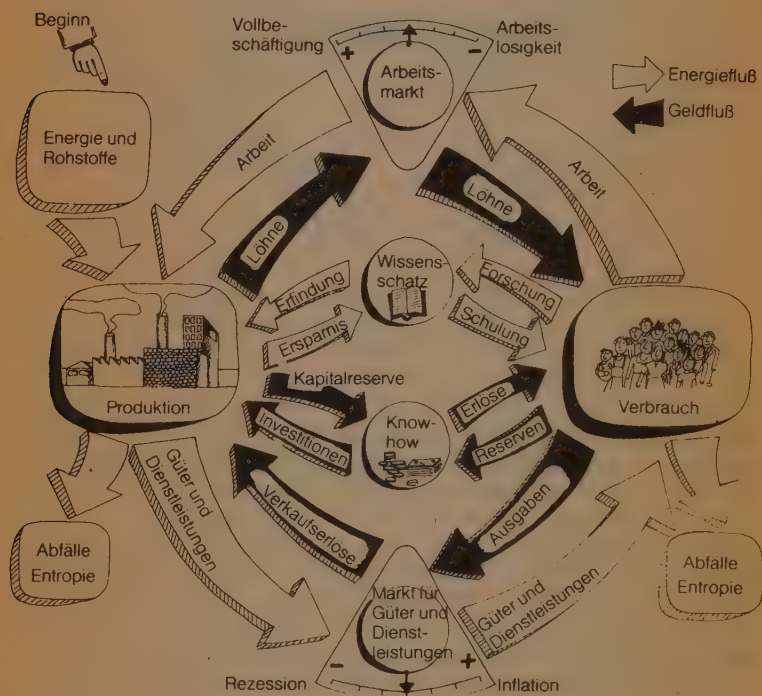 Beginn
Vollbe-
schäftigung
Arbeits-
losigkeit
+
−
Arbeits-
markt
Energiefluß
Geldfluß
Energie und
Rohstoffe
Arbeit
Arbeit
Löhne
Löhne
Wissens-
schatz
Erfindung
Ersparnis
Forschung
Schulung
Produktion
Verbrauch
Kapitalreserve
Investitionen
Know-
how
Erlöse
Reserven
Güter und
Dienstleistungen
Verkaufserlöse
Ausgaben
Güter und
Dienstleistungen
Abfälle
Entropie
Abfälle
Entropie
Markt für
Güter und
Dienst-
leistungen
−
+
Rezession
Inflation